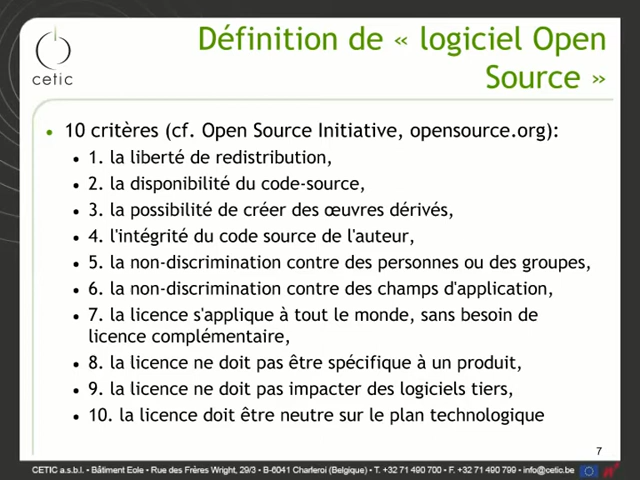 cetic
Définition de « logiciel Open
Source »
10 critères (cf. Open Source Initiative, opensource.org):
1. la liberté de redistribution,
2. la disponibilité du code-source,
3. la possibilité de créer des œuvres dérivés,
4. l'intégrité du code source de l'auteur,
5. la non-discrimination contre des personnes ou des groupes,
6. la non-discrimination contre des champs d'application,
7. la licence s'applique à tout le monde, sans besoin de
licence complémentaire,
8. la licence ne doit pas être spécifique à un produit,
9. la licence ne doit pas impacter des logiciels tiers,
10. la licence doit être neutre sur le plan technologique
7
CETIC a.s.b.l. • Bâtiment Eole • Rue des Frères Wright, 29/3 • B-6041 Charleroi (Belgique) • T. +32 71 490 700 • F. +32 71 490 799 • info@cetic.be